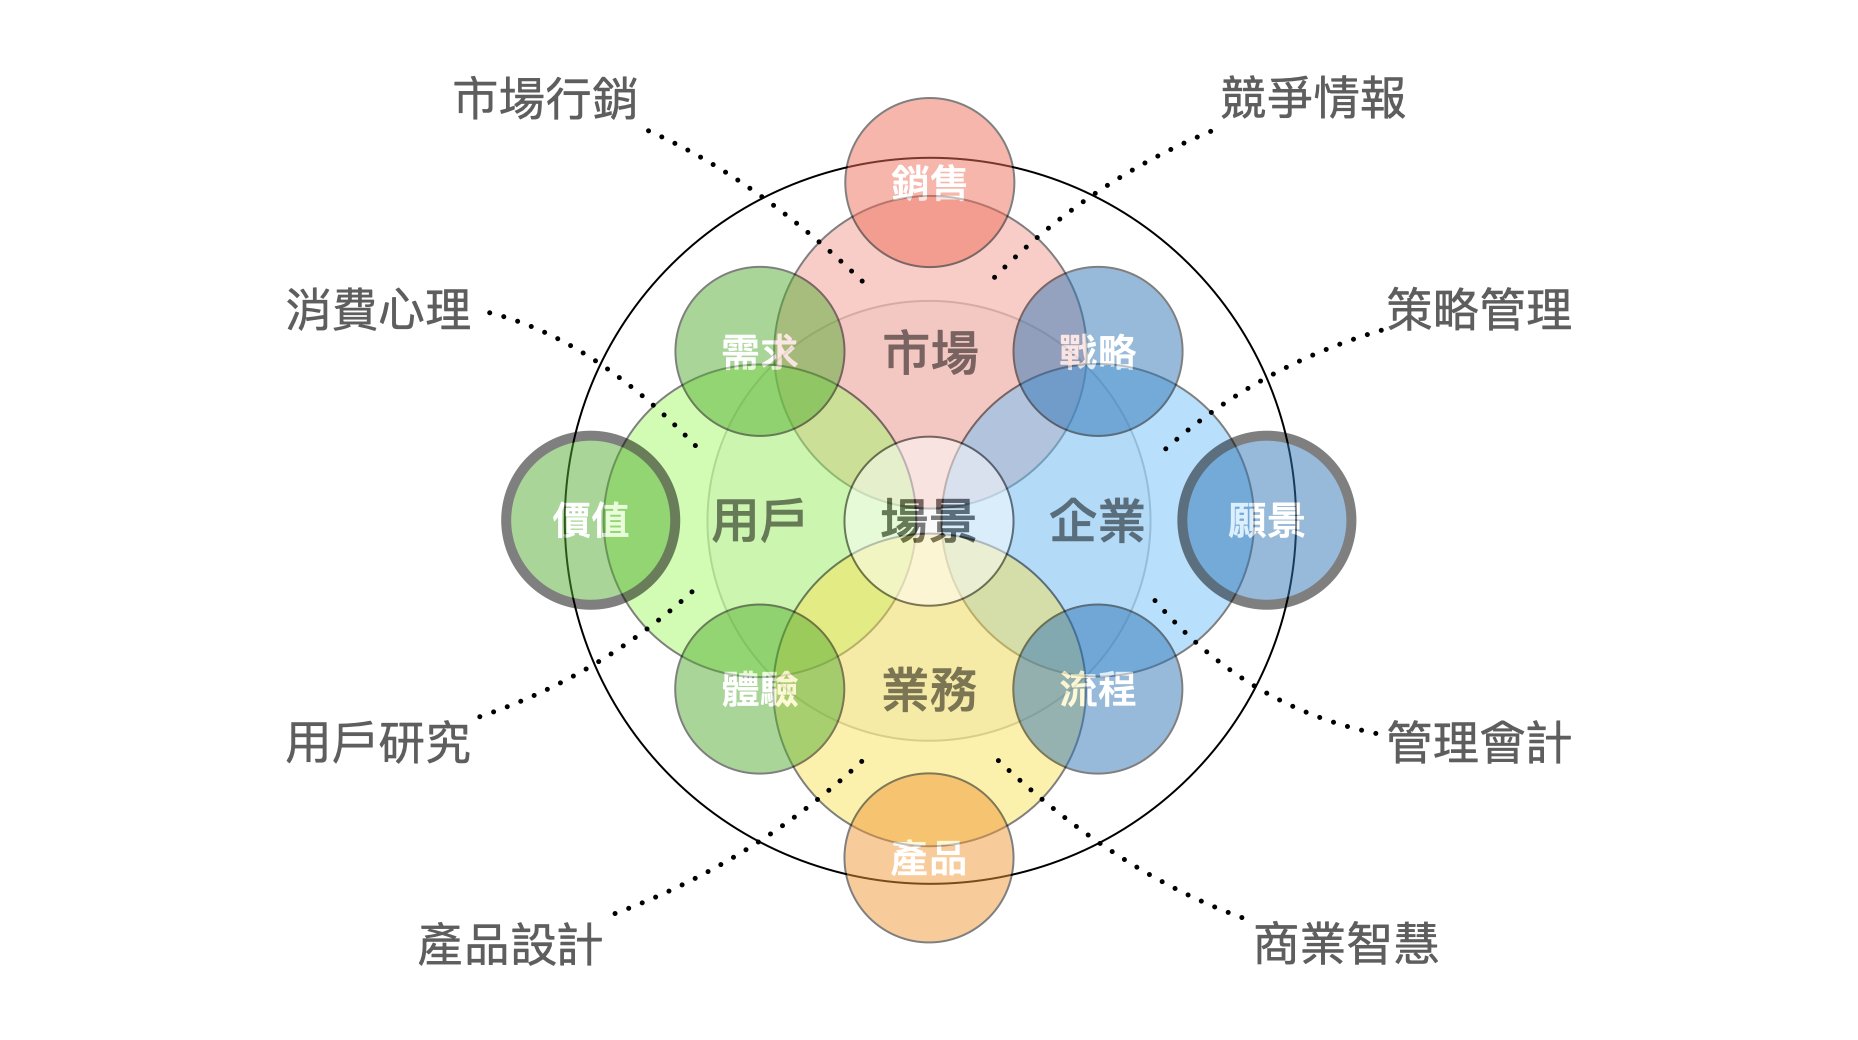 市場行銷
競爭情報
銷售
消費心理
策略管理
需求
市場
戰略
價值
用戶
場景
企業
願景
體驗
業務
流程
用戶研究
管理會計
產品
產品設計
商業智慧